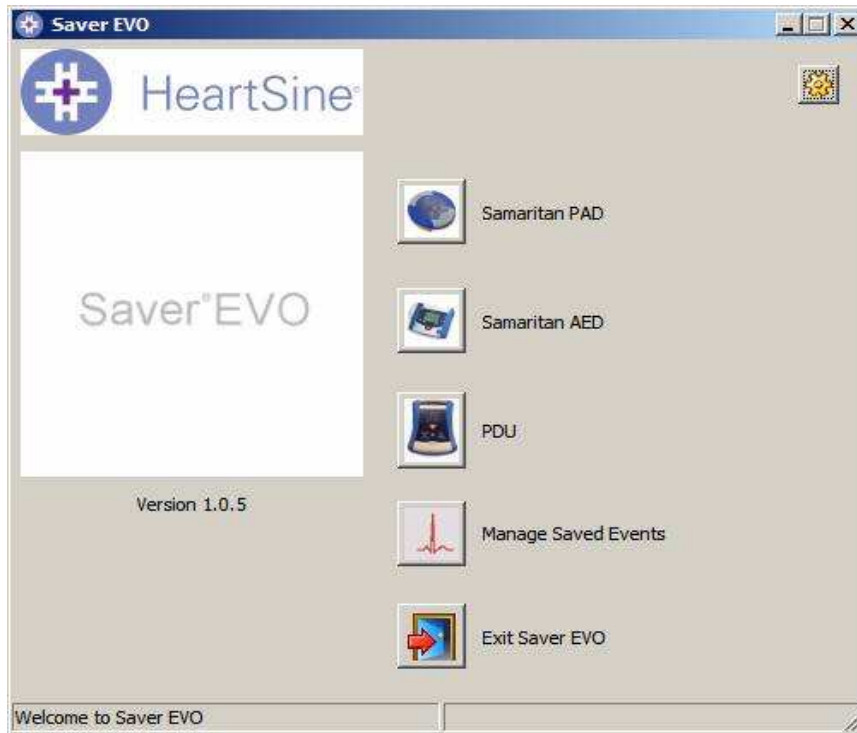 Saver EVO
HeartSine®
Saver®EVO
Version 1.0.5
Samaritan PAD
Samaritan AED
PDU
Manage Saved Events
Exit Saver EVO
Welcome to Saver EVO